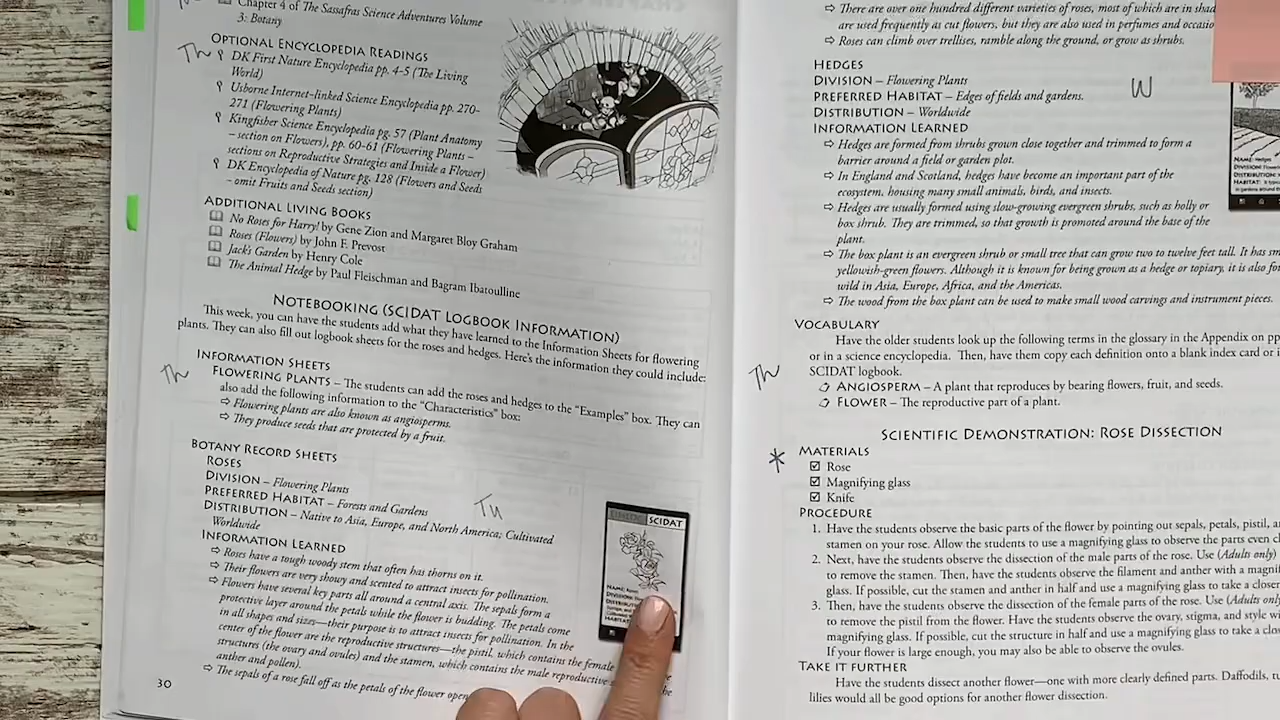 Chapter 4 of The Sassafras Science Adventures Volume
3: Botany
OPTIONAL ENCYCLOPEDIA READINGS
Th
DK First Nature Encyclopedia pp. 4-5 (The Living
World)
Usborne Internet-linked Science Encyclopedia pp. 270-
271 (Flowering Plants)
Kingfisher Science Encyclopedia pg. 57 (Plant Anatomy
– section on Flowers), pp. 60-61 (Flowering Plants –
sections on Reproductive Strategies and Inside a Flower)
DK Encyclopedia of Nature pg. 128 (Flowers and Seeds
– omit Fruits and Seeds section)
ADDITIONAL LIVING BOOKS
No Roses for Harry! by Gene Zion and Margaret Bloy Graham
Roses (Flowers) by John F. Prevost
Jack's Garden by Henry Cole
The Animal Hedge by Paul Fleischman and Bagram Ibatoulline
NOTEBOOKING (SCIDAT LOGBOOK INFORMATION)
This week, you can have the students add what they have learned to the Information Sheets for flowering
plants. They can also fill out logbook sheets for the roses and hedges. Here's the information they could include:
INFORMATION SHEETS
Th
FLOWERING PLANTS – The students can add the roses and hedges to the "Examples" box. They can
also add the following information to the "Characteristics" box:
⇨ Flowering plants are also known as angiosperms.
⇨ They produce seeds that are protected by a fruit.
BOTANY RECORD SHEETS
ROSES
DIVISION – Flowering Plants
PREFERRED HABITAT – Forests and Gardens
Tu
DISTRIBUTION – Native to Asia, Europe, and North America; Cultivated
Worldwide
INFORMATION LEARNED
⇨ Roses have a tough woody stem that often has thorns on it.
⇨ Their flowers are very showy and scented to attract insects for pollination.
⇨ Flowers have several key parts all around a central axis. The sepals form a
protective layer around the petals while the flower is budding. The petals come
in all shapes and sizes—their purpose is to attract insects for pollination. In the
center of the flower are the reproductive structures—the pistil, which contains the female
structures (the ovary and ovules) and the stamen, which contains the male reproductive
anther and pollen).
⇨ The sepals of a rose fall off as the petals of the flower
30
SCIDAT
⇨ There are over one hundred different varieties of roses, most of which are in
are used frequently as cut flowers, but they are also used in perfumes and
⇨ Roses can climb over trellises, ramble along the ground, or grow as shrubs.
HEDGES
DIVISION – Flowering Plants
W
PREFERRED HABITAT – Edges of fields and gardens.
DISTRIBUTION – Worldwide
INFORMATION LEARNED
⇨ Hedges are formed from shrubs grown close together and trimmed to form a
barrier around a field or garden plot.
⇨ In England and Scotland, hedges have become an important part of the
ecosystem, housing many small animals, birds, and insects.
⇨ Hedges are usually formed using slow-growing evergreen shrubs, such as holly or
box shrub. They are trimmed, so that growth is promoted around the base of the
plant.
⇨ The box plant is an evergreen shrub or small tree that can grow two to twelve feet tall. It has
yellowish-green flowers. Although it is known for being grown as a hedge or topiary, it is also
wild in Asia, Europe, Africa, and the Americas.
⇨ The wood from the box plant can be used to make small wood carvings and instrument pieces.
VOCABULARY
Have the older students look up the following terms in the glossary in the Appendix on
or in a science encyclopedia. Then, have them copy each definition onto a blank index card or
SCIDAT logbook.
Th
ANGIOSPERM – A plant that reproduces by bearing flowers, fruit, and seeds.
FLOWER – The reproductive part of a plant.
SCIENTIFIC DEMONSTRATION: ROSE DISSECTION
* MATERIALS
☑ Rose
☑ Magnifying glass
☑ Knife
PROCEDURE
1. Have the students observe the basic parts of the flower by pointing out sepals, petals, pistil,
stamen on your rose. Allow the students to use a magnifying glass to observe the parts even
2. Next, have the students observe the dissection of the male parts of the rose. Use (Adults only)
to remove the stamen. Then, have the students observe the filament and anther with a
glass. If possible, cut the stamen and anther in half and use a magnifying glass to take a closer
3. Then, have the students observe the dissection of the female parts of the rose. Use (Adults
to remove the pistil from the flower. Have the students observe the ovary, stigma, and style
magnifying glass. If possible, cut the structure in half and use a magnifying glass to take a
If your flower is large enough, you may also be able to observe the ovules.
TAKE IT FURTHER
Have the students dissect another flower—one with more clearly defined parts. Daffodils,
lilies would all be good options for another flower dissection.